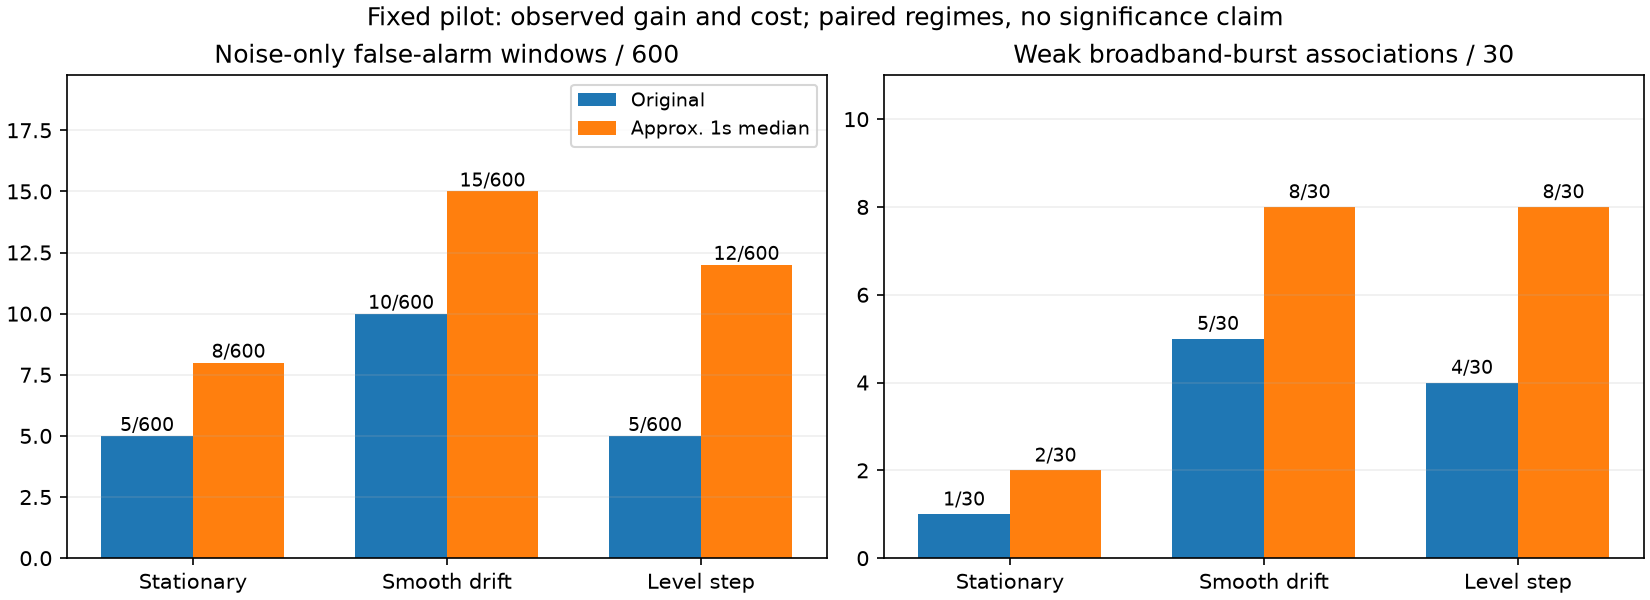 Fixed pilot: observed gain and cost; paired regimes, no significance claim
Noise-only false-alarm windows / 600
17.5
15.0
12.5
10.0
7.5
5.0
2.5
0.0
Original
Approx. 1s median
5/600
8/600
10/600
15/600
5/600
12/600
Stationary
Smooth drift
Level step
Weak broadband-burst associations / 30
10
8
6
4
2
0
1/30
2/30
5/30
8/30
4/30
8/30
Stationary
Smooth drift
Level step